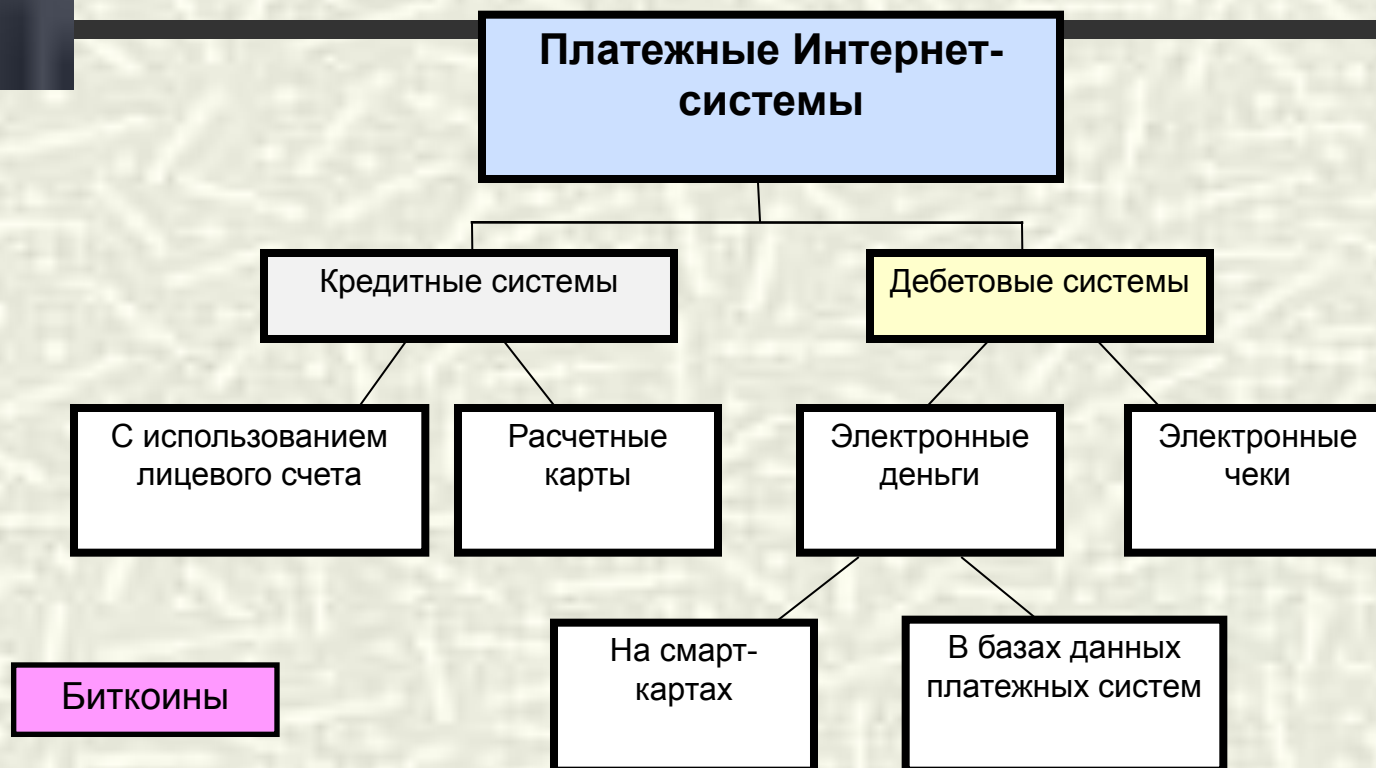 Платежные Интернет-
системы
Кредитные системы
Дебетовые системы
С использованием
лицевого счета
Расчетные
карты
Электронные
деньги
Электронные
чеки
На смарт-
картах
В базах данных
платежных систем
Биткоины